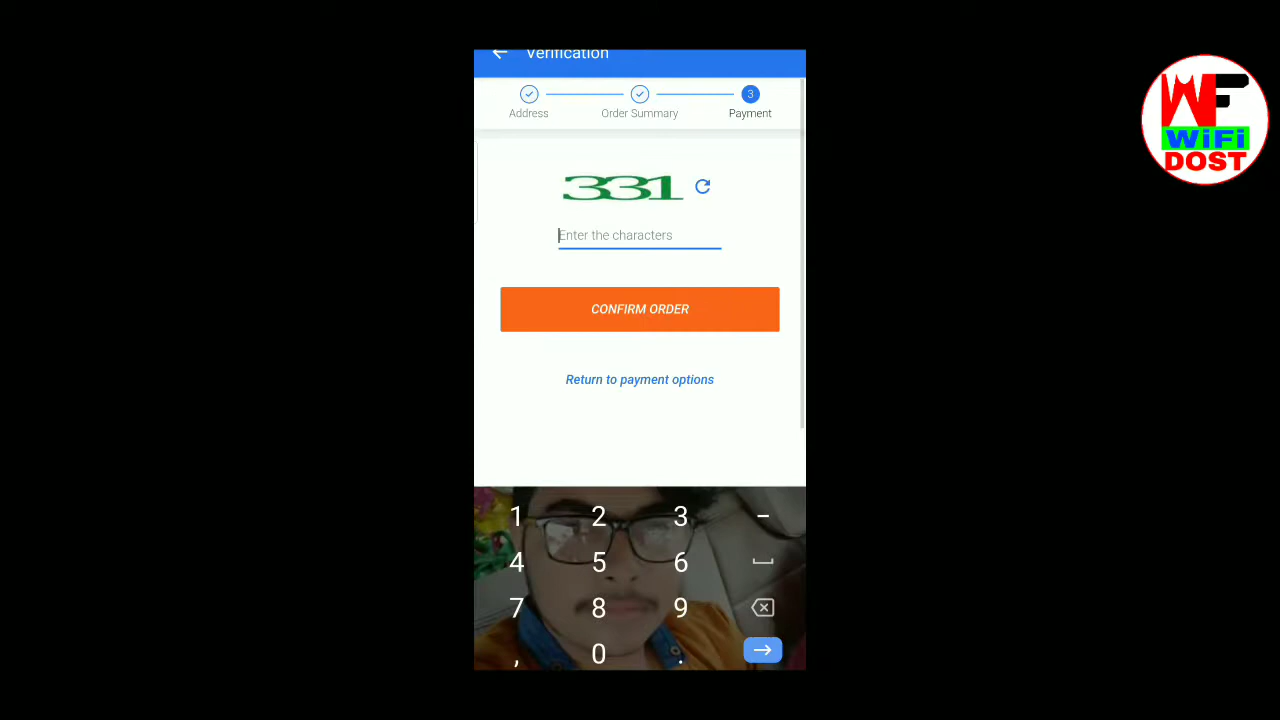 Verification
3
Address
Order Summary
Payment
331
Enter the characters
CONFIRM ORDER
Return to payment options
1 2 3 -
4 5 6
7 8 9
, 0 .
WF
WiFi
DOST